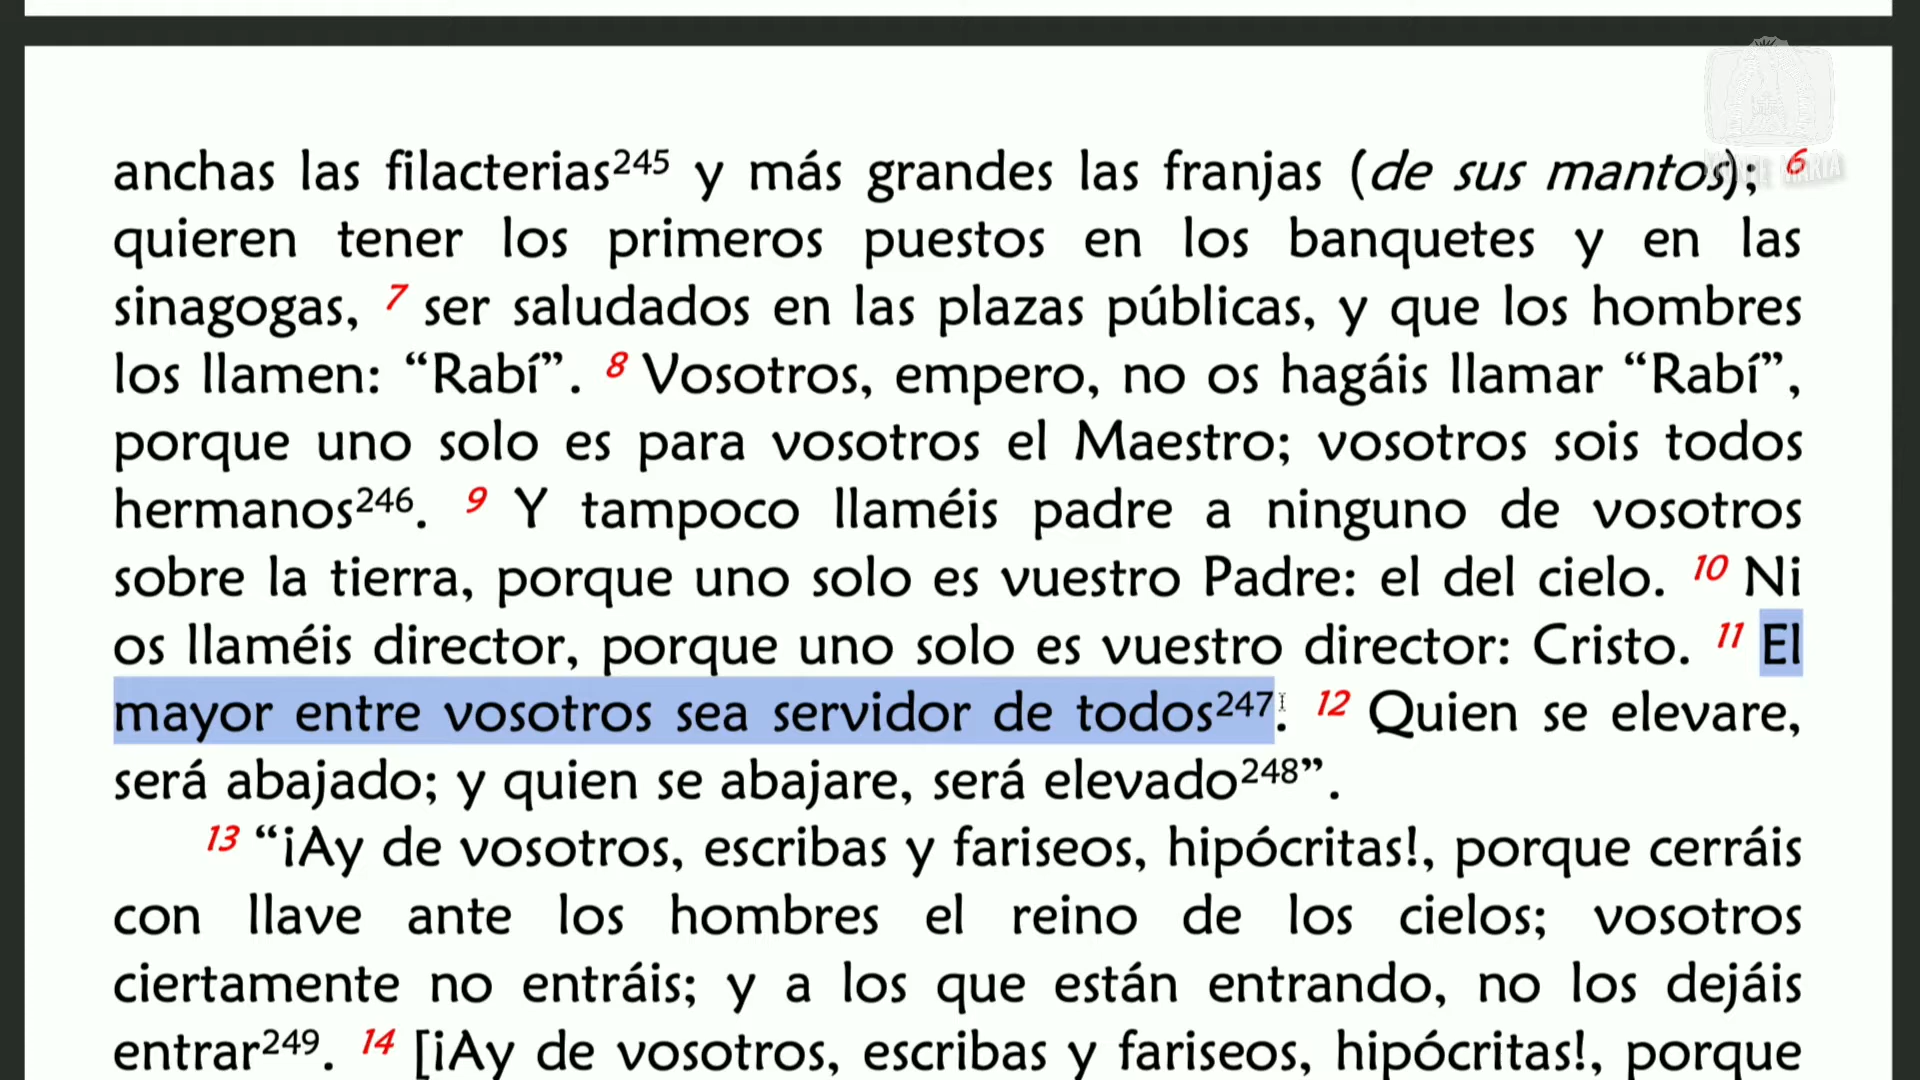 anchas las filacterias²⁴⁵ y más grandes las franjas (de sus mantos); 6
quieren tener los primeros puestos en los banquetes y en las
sinagogas, 7 ser saludados en las plazas públicas, y que los hombres
los llamen: “Rabí”. 8 Vosotros, empero, no os hagáis llamar “Rabí”,
porque uno solo es para vosotros el Maestro; vosotros sois todos
hermanos²⁴⁶. 9 Y tampoco llaméis padre a ninguno de vosotros
sobre la tierra, porque uno solo es vuestro Padre: el del cielo. 10 Ni
os llaméis director, porque uno solo es vuestro director: Cristo. 11 El
mayor entre vosotros sea servidor de todos²⁴⁷. 12 Quien se elevare,
será abajado; y quien se abajare, será elevado²⁴⁸”.
13 “¡Ay de vosotros, escribas y fariseos, hipócritas!, porque cerráis
con llave ante los hombres el reino de los cielos; vosotros
ciertamente no entráis; y a los que están entrando, no los dejáis
entrar²⁴⁹. 14 [¡Ay de vosotros, escribas y fariseos, hipócritas!, porque